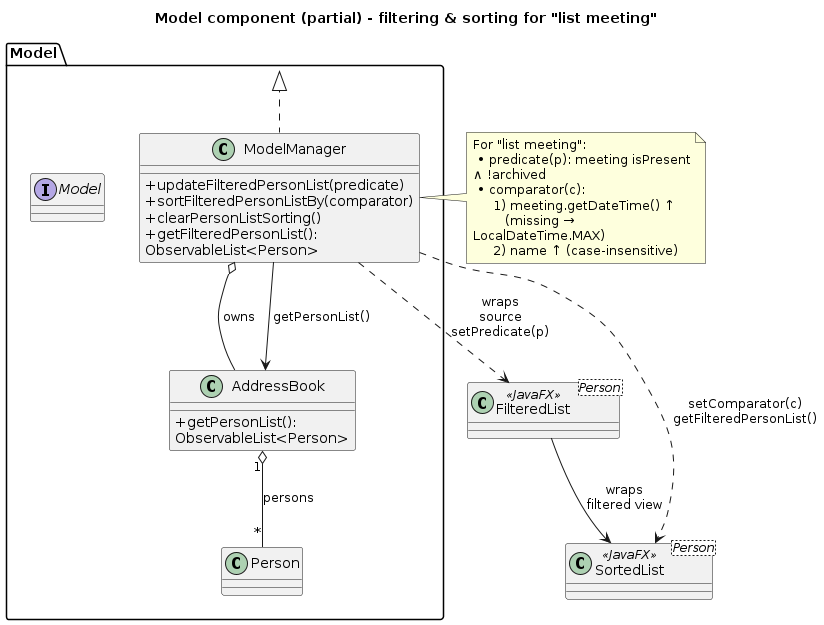 Model component (partial) - filtering & sorting for "list meeting"
Model
C ModelManager
+updateFilteredPersonList(predicate)
+sortFilteredPersonListBy(comparator)
+clearPersonListSorting()
+getFilteredPersonList():
ObservableList<Person>
I Model
For "list meeting":
• predicate(p): meeting isPresent
∧ !archived
• comparator(c):
1) meeting.getDateTime() ↑
(missing →
LocalDateTime.MAX)
2) name ↑ (case-insensitive)
owns
getPersonList()
wraps
source
setPredicate(p)
C AddressBook
+getPersonList():
ObservableList<Person>
Person
C «JavaFX»
FilteredList
setComparator(c)
getFilteredPersonList()
1
persons
*
wraps
filtered view
C Person
Person
C «JavaFX»
SortedList